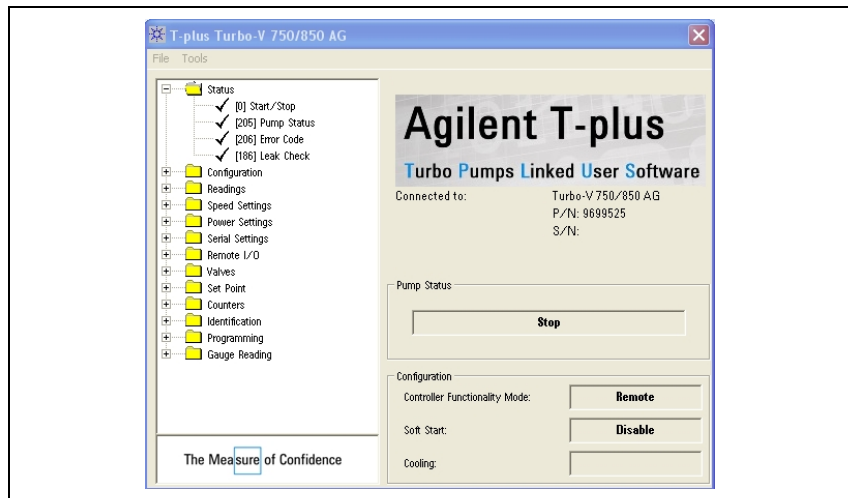 T-plus Turbo-V 750/850 AG
File Tools
Status
[0] Start/Stop
[205] Pump Status
[206] Error Code
[186] Leak Check
Configuration
Readings
Speed Settings
Power Settings
Serial Settings
Remote I/O
Valves
Set Point
Counters
Identification
Programming
Gauge Reading
The Measure of Confidence
Agilent T-plus
Turbo Pumps Linked User Software
Connected to: Turbo-V 750/850 AG
P/N: 9699525
S/N:
Pump Status
Stop
Configuration
Controller Functionality Mode: Remote
Soft Start: Disable
Cooling: